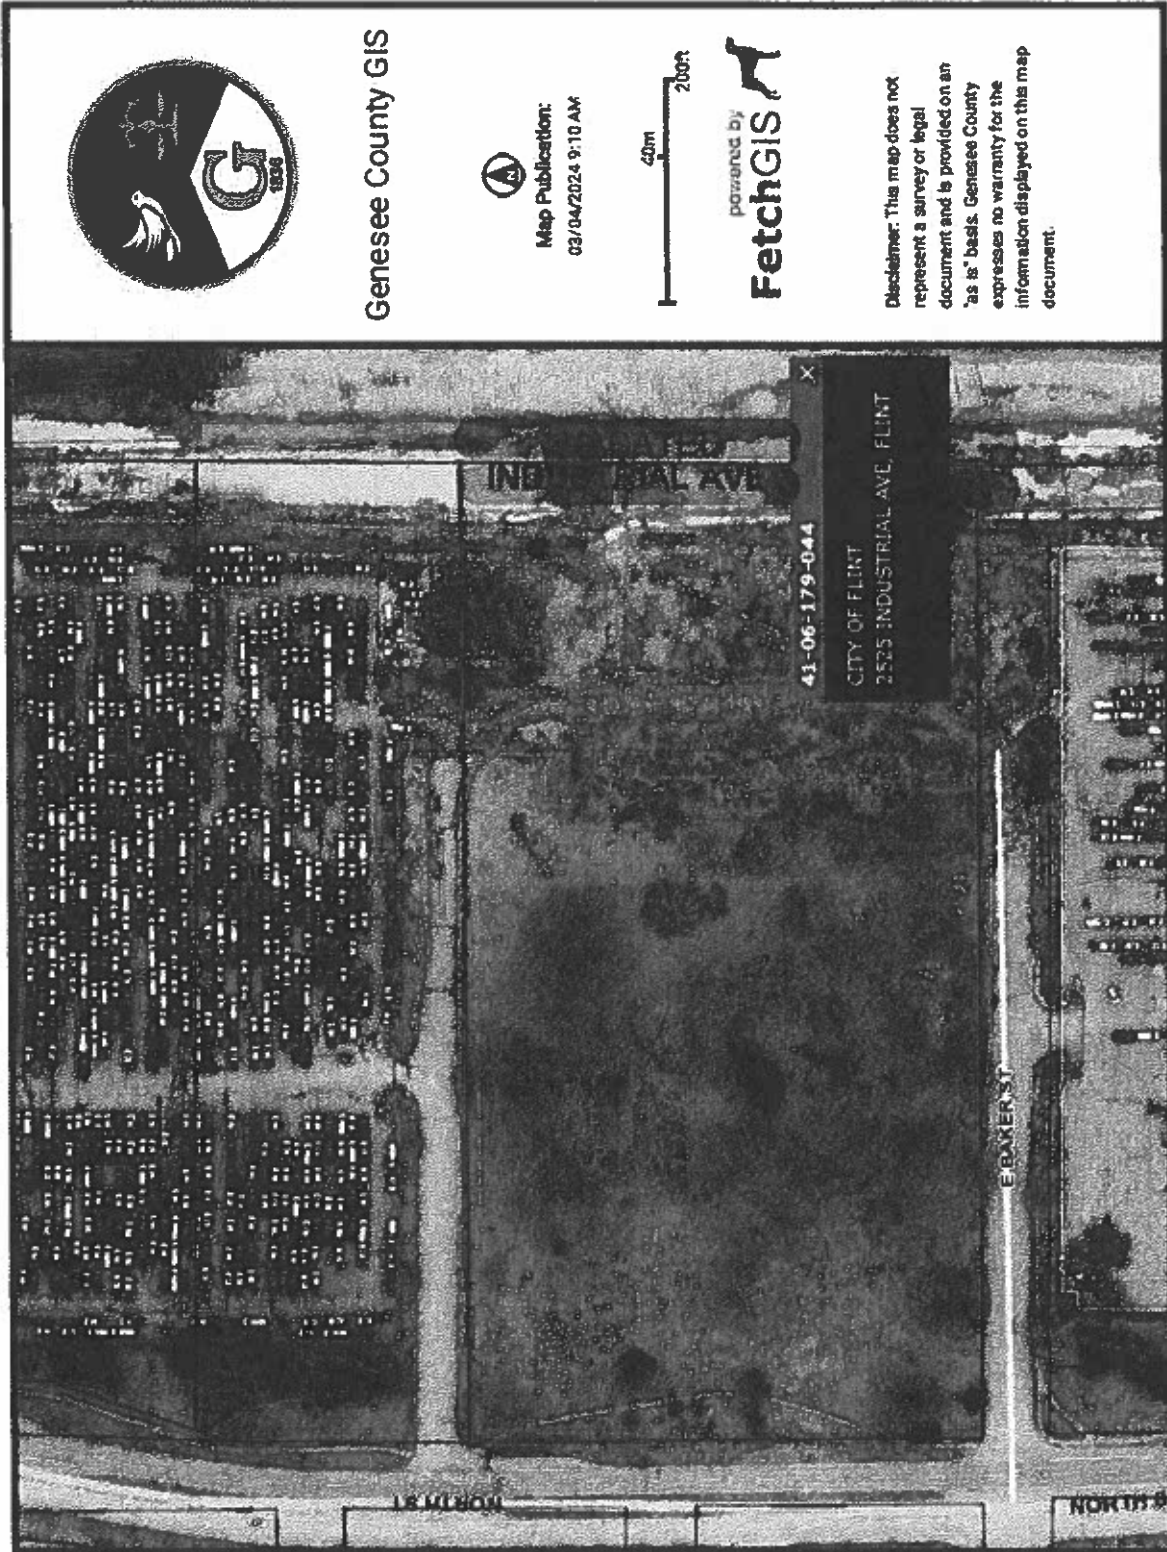 G
1836
Genesee County GIS
N
Map Publication:
03/04/2024 9:10 AM
40m
200ft
powered by
FetchGIS
Disclaimer: This map does not
represent a survey or legal
document and is provided on an
"as is" basis. Genesee County
expresses no warranty for the
information displayed on this map
document.
AVE
41-06-179-044
X
CITY OF FLINT
2525 INDUSTRIAL AVE, FLINT
E BAKER ST
NORTH ST